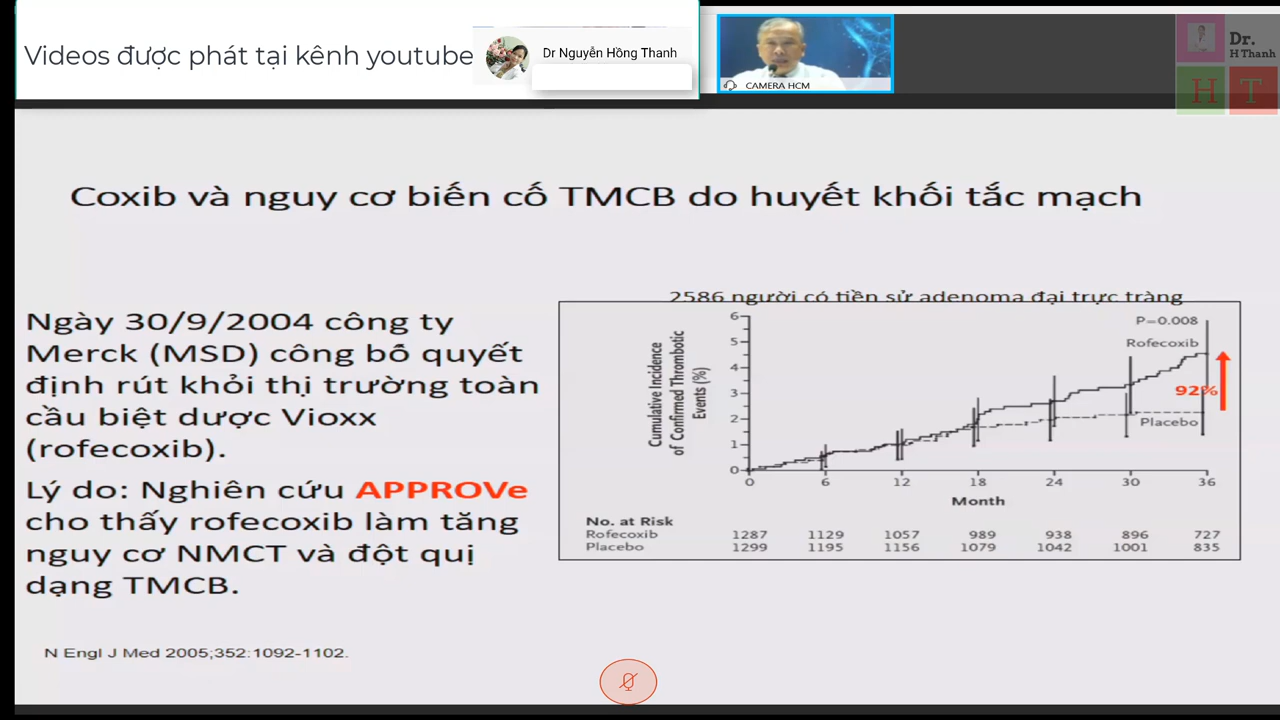 Videos được phát tại kênh youtube
Dr Nguyễn Hồng Thanh
CAMERA HCM
Dr.
H Thanh
H T
Coxib và nguy cơ biến cố TMCB do huyết khối tắc mạch
Ngày 30/9/2004 công ty
Merck (MSD) công bố quyết
định rút khỏi thị trường toàn
cầu biệt dược Vioxx
(rofecoxib).
Lý do: Nghiên cứu APPROVe
cho thấy rofecoxib làm tăng
nguy cơ NMCT và đột quị
dạng TMCB.
2586 người có tiền sử adenoma đại trực tràng
Cumulative Incidence
of Confirmed Thrombotic
Events (%)
6
5
4
3
2
1
0
P=0.008
Rofecoxib
92%
Placebo
0 6 12 18 24 30 36
Month
No. at Risk
Rofecoxib 1287 1129 1057 989 938 896 727
Placebo 1299 1195 1156 1079 1042 1001 835
N Engl J Med 2005;352:1092-1102.